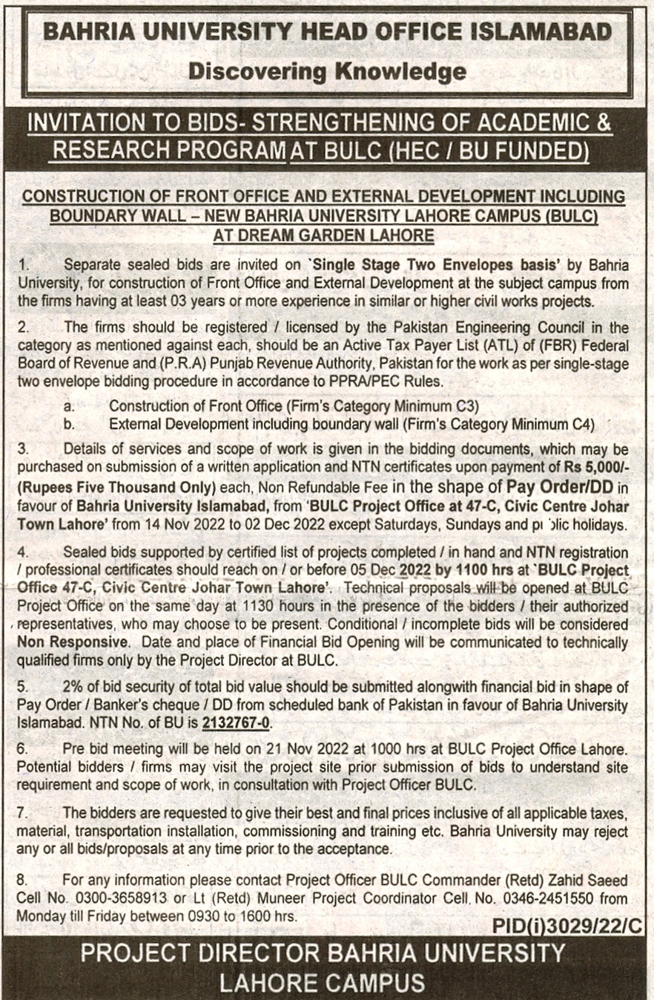 BAHRIA UNIVERSITY HEAD OFFICE ISLAMABAD
Discovering Knowledge
INVITATION TO BIDS- STRENGTHENING OF ACADEMIC &
RESEARCH PROGRAM AT BULC (HEC / BU FUNDED)
CONSTRUCTION OF FRONT OFFICE AND EXTERNAL DEVELOPMENT INCLUDING
BOUNDARY WALL – NEW BAHRIA UNIVERSITY LAHORE CAMPUS (BULC)
AT DREAM GARDEN LAHORE
1. Separate sealed bids are invited on `Single Stage Two Envelopes basis' by Bahria
University, for construction of Front Office and External Development at the subject campus from
the firms having at least 03 years or more experience in similar or higher civil works projects.
2. The firms should be registered / licensed by the Pakistan Engineering Council in the
category as mentioned against each, should be an Active Tax Payer List (ATL) of (FBR) Federal
Board of Revenue and (P.R.A) Punjab Revenue Authority, Pakistan for the work as per single-stage
two envelope bidding procedure in accordance to PPRA/PEC Rules.
a. Construction of Front Office (Firm's Category Minimum C3)
b. External Development including boundary wall (Firm's Category Minimum C4)
3. Details of services and scope of work is given in the bidding documents, which may be
purchased on submission of a written application and NTN certificates upon payment of Rs 5,000/-
(Rupees Five Thousand Only) each, Non Refundable Fee in the shape of Pay Order/DD in
favour of Bahria University Islamabad, from 'BULC Project Office at 47-C, Civic Centre Johar
Town Lahore' from 14 Nov 2022 to 02 Dec 2022 except Saturdays, Sundays and holidays.
4. Sealed bids supported by certified list of projects completed / in hand and NTN registration
/ professional certificates should reach on / or before 05 Dec 2022 by 1100 hrs at `BULC Project
Office 47-C, Civic Centre Johar Town Lahore'. Technical proposals will be opened at BULC
Project Office on the same day at 1130 hours in the presence of the bidders / their authorized
representatives, who may choose to be present. Conditional / incomplete bids will be considered
Non Responsive. Date and place of Financial Bid Opening will be communicated to technically
qualified firms only by the Project Director at BULC.
5. 2% of bid security of total bid value should be submitted alongwith financial bid in shape of
Pay Order / Banker's cheque / DD from scheduled bank of Pakistan in favour of Bahria University
Islamabad. NTN No. of BU is 2132767-0.
6. Pre bid meeting will be held on 21 Nov 2022 at 1000 hrs at BULC Project Office Lahore.
Potential bidders / firms may visit the project site prior submission of bids to understand site
requirement and scope of work, in consultation with Project Officer BULC.
7. The bidders are requested to give their best and final prices inclusive of all applicable taxes,
material, transportation installation, commissioning and training etc. Bahria University may reject
any or all bids/proposals at any time prior to the acceptance.
8. For any information please contact Project Officer BULC Commander (Retd) Zahid Saeed
Cell No. 0300-3658913 or Lt (Retd) Muneer Project Coordinator Cell. No. 0346-2451550 from
Monday till Friday between 0930 to 1600 hrs.
PID(i)3029/22/C
PROJECT DIRECTOR BAHRIA UNIVERSITY
LAHORE CAMPUS